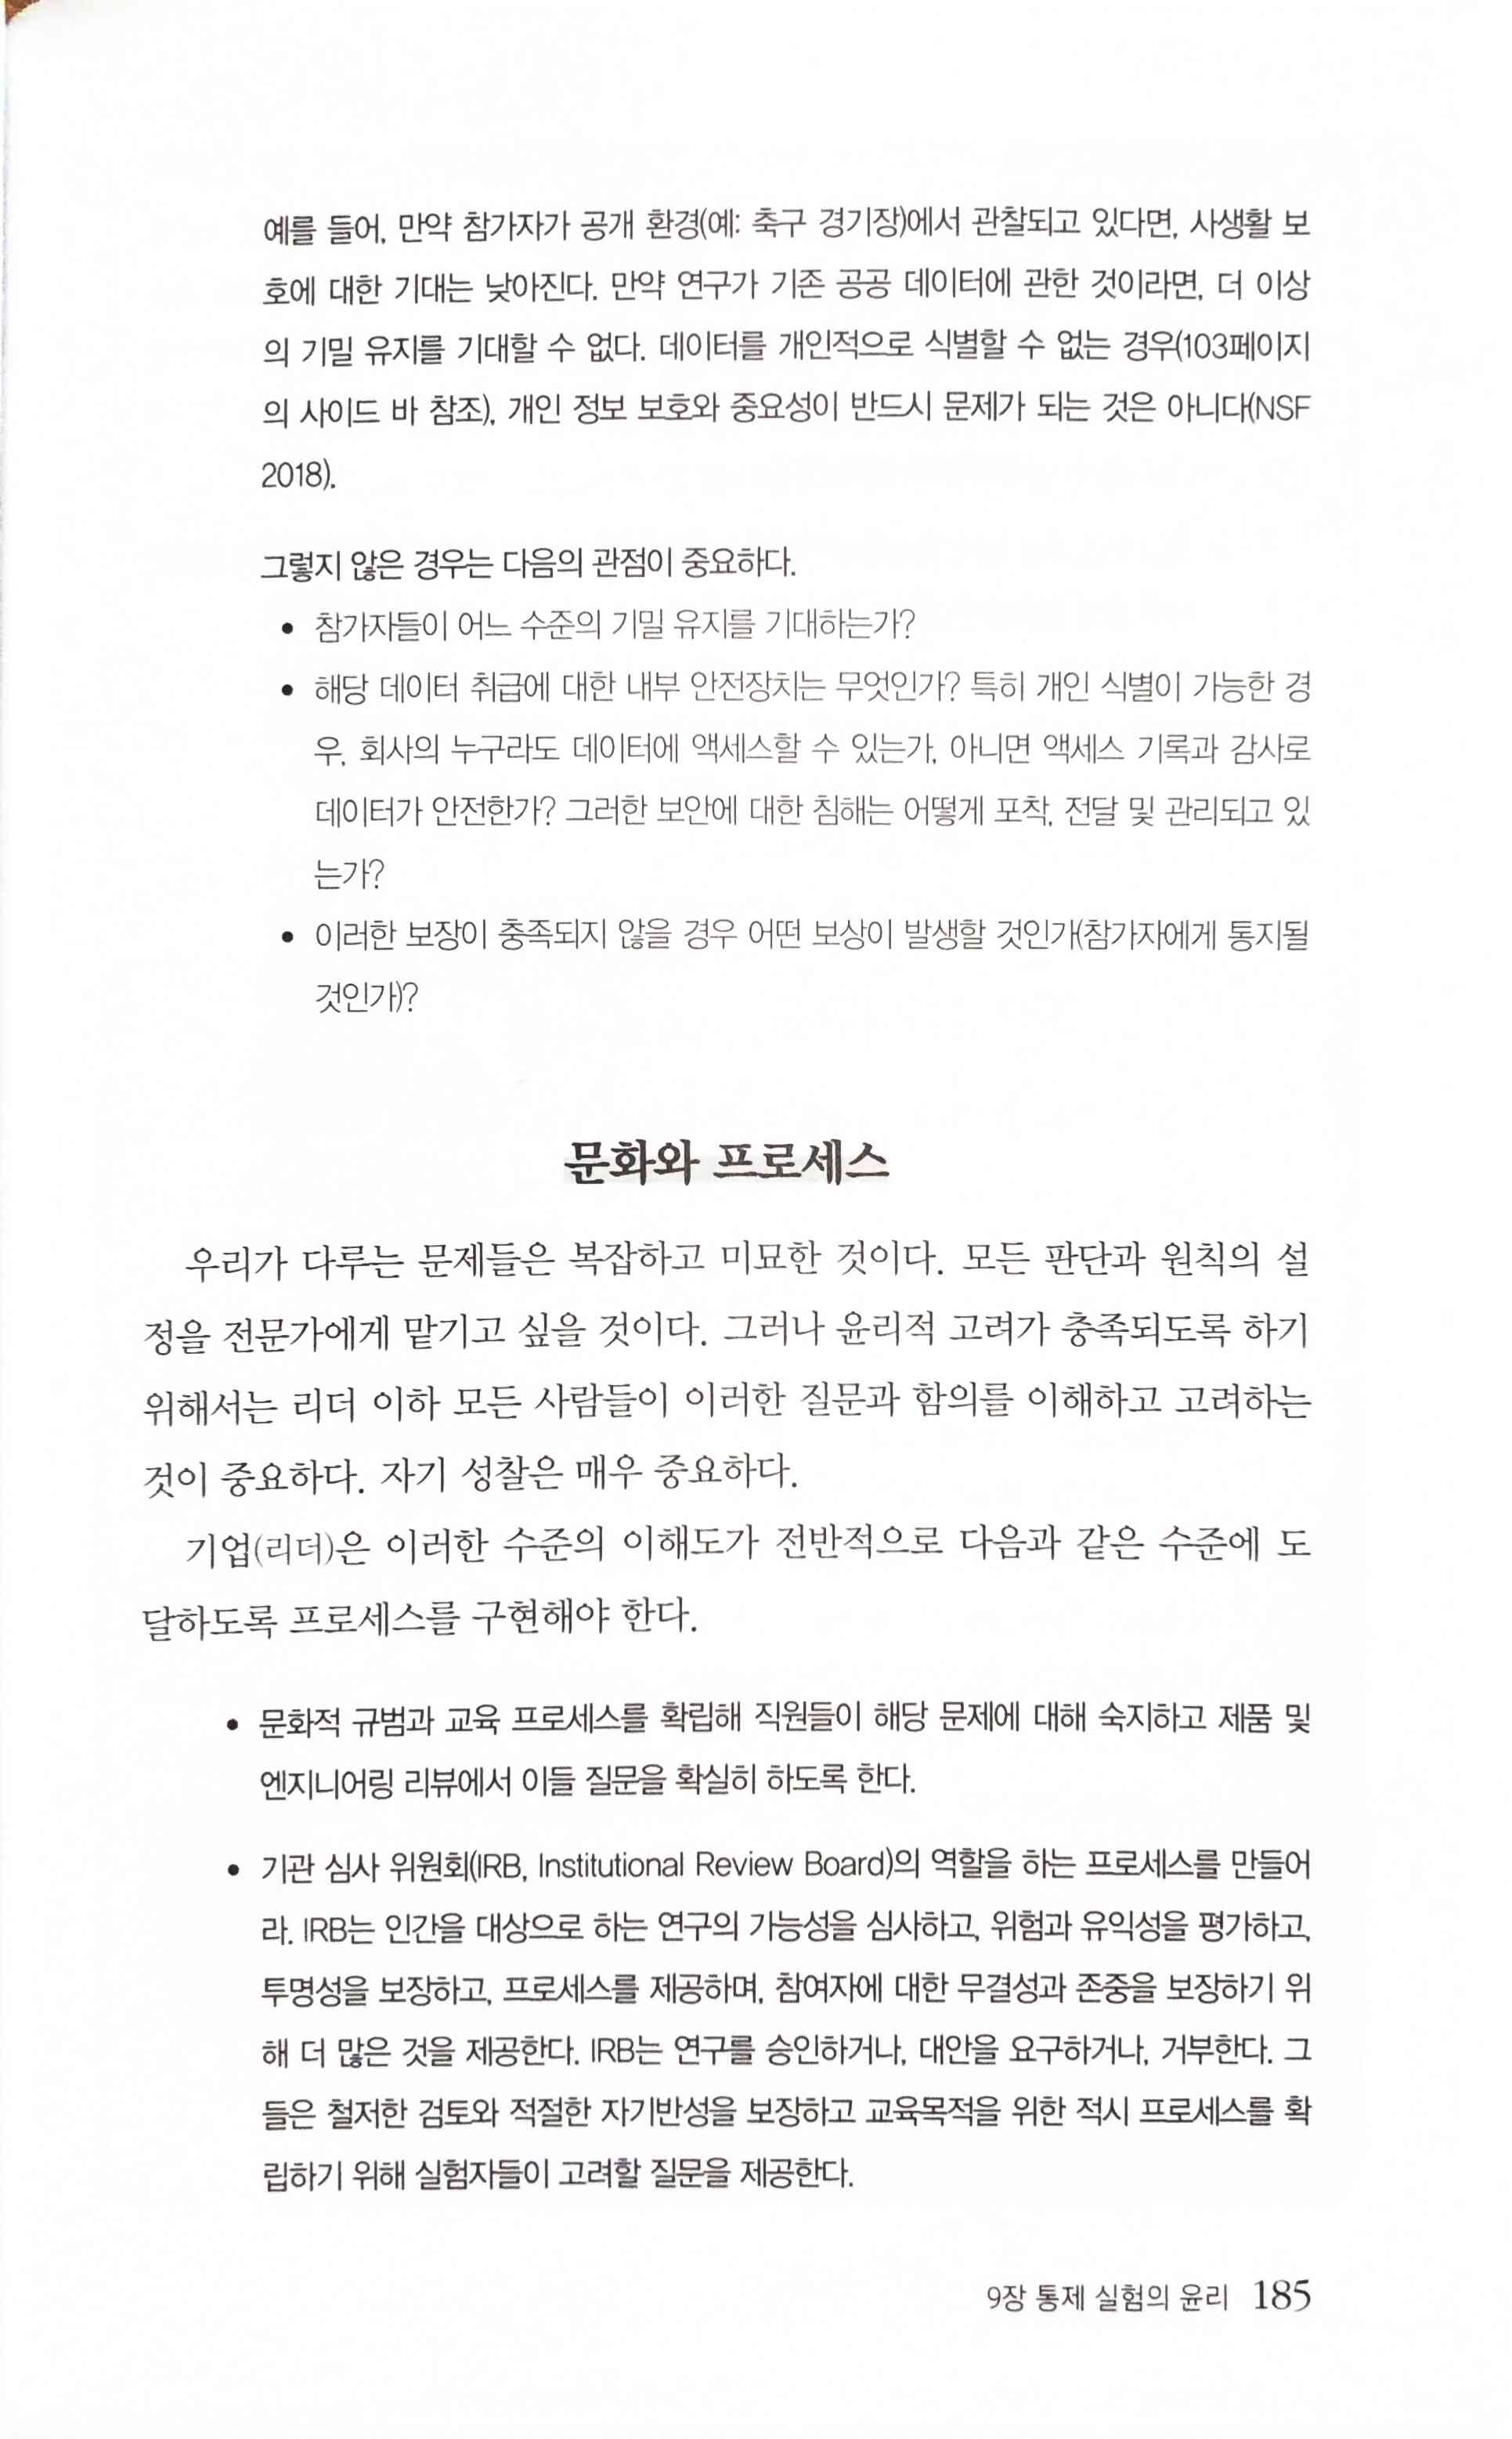 예를 들어, 만약 참가자가 공개 환경(예: 축구 경기장)에서 관찰되고 있다면, 사생활 보
호에 대한 기대는 낮아진다. 만약 연구가 기존 공공 데이터에 관한 것이라면, 더 이상
의 기밀 유지를 기대할 수 없다. 데이터를 개인적으로 식별할 수 없는 경우(103페이지
의 사이드 바 참조), 개인 정보 보호와 중요성이 반드시 문제가 되는 것은 아니다(NSF
2018).
그렇지 않은 경우는 다음의 관점이 중요하다.
• 참가자들이 어느 수준의 기밀 유지를 기대하는가?
• 해당 데이터 취급에 대한 내부 안전장치는 무엇인가? 특히 개인 식별이 가능한 경
우, 회사의 누구라도 데이터에 액세스할 수 있는가, 아니면 액세스 기록과 감사로
데이터가 안전한가? 그러한 보안에 대한 침해는 어떻게 포착, 전달 및 관리되고 있
는가?
• 이러한 보장이 충족되지 않을 경우 어떤 보상이 발생할 것인가(참가자에게 통지될
것인가)?
문화와 프로세스
우리가 다루는 문제들은 복잡하고 미묘한 것이다. 모든 판단과 원칙의 설
정을 전문가에게 맡기고 싶을 것이다. 그러나 윤리적 고려가 충족되도록 하기
위해서는 리더 이하 모든 사람들이 이러한 질문과 함의를 이해하고 고려하는
것이 중요하다. 자기 성찰은 매우 중요하다.
기업(리더)은 이러한 수준의 이해도가 전반적으로 다음과 같은 수준에 도
달하도록 프로세스를 구현해야 한다.
• 문화적 규범과 교육 프로세스를 확립해 직원들이 해당 문제에 대해 숙지하고 제품 및
엔지니어링 리뷰에서 이들 질문을 확실히 하도록 한다.
• 기관 심사 위원회(IRB, Institutional Review Board)의 역할을 하는 프로세스를 만들어
라. IRB는 인간을 대상으로 하는 연구의 가능성을 심사하고, 위험과 유익성을 평가하고,
투명성을 보장하고, 프로세스를 제공하며, 참여자에 대한 무결성과 존중을 보장하기 위
해 더 많은 것을 제공한다. IRB는 연구를 승인하거나, 대안을 요구하거나, 거부한다. 그
들은 철저한 검토와 적절한 자기반성을 보장하고 교육목적을 위한 적시 프로세스를 확
립하기 위해 실험자들이 고려할 질문을 제공한다.
9장 통제 실험의 윤리 185